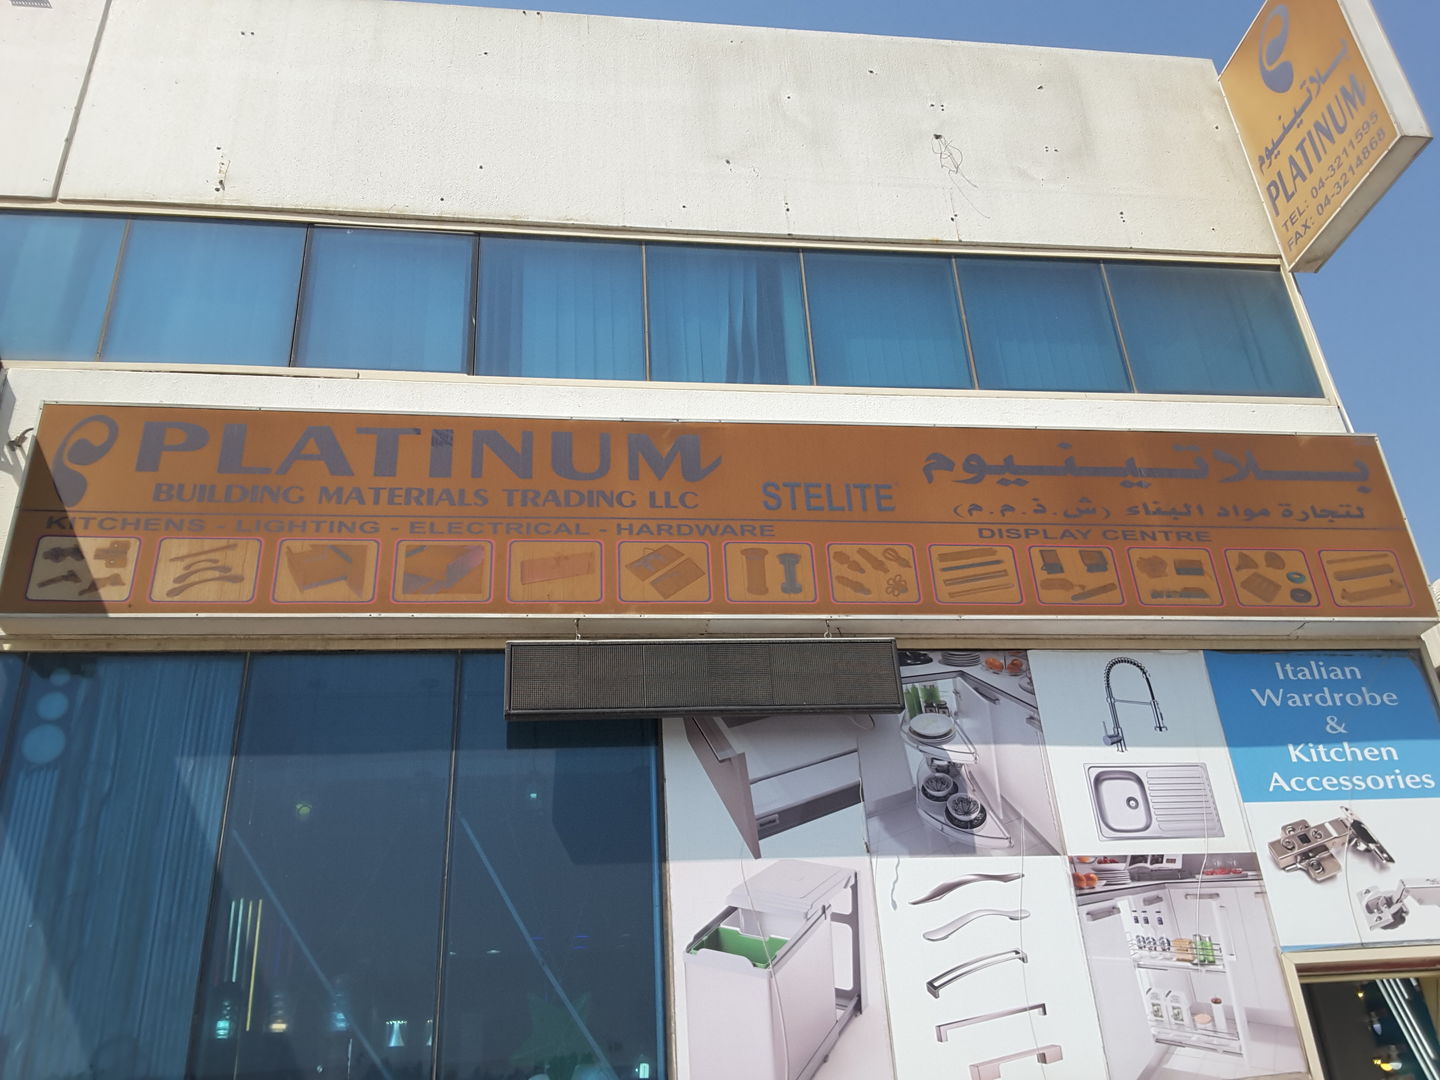 بلاتينيوم
PLATINUM
TEL: 04-3211595
FAX: 04-3214868
PLATINUM
BUILDING MATERIALS TRADING LLC
STELITE
بلاتينيوم
لتجارة مواد البناء (ش.ذ.م.م)
KITCHENS - LIGHTING - ELECTRICAL - HARDWARE
DISPLAY CENTRE
Italian
Wardrobe
&
Kitchen
Accessories